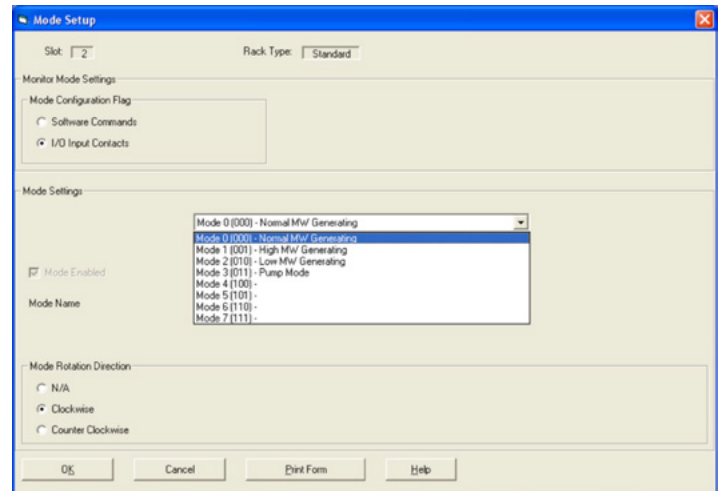 Mode Setup
Slot: 2 Rack Type: Standard
Monitor Mode Settings
Mode Configuration Flag
Software Commands
I/O Input Contacts
Mode Settings
Mode 0 (000) - Normal MW Generating
Mode 0 (000) - Normal MW Generating
Mode 1 (001) - High MW Generating
Mode 2 (010) - Low MW Generating
Mode 3 (011) - Pump Mode
Mode 4 (100) -
Mode 5 (101) -
Mode 6 (110) -
Mode 7 (111) -
Mode Enabled
Mode Name
Mode Rotation Direction
N/A
Clockwise
Counter Clockwise
OK Cancel Print Form Help